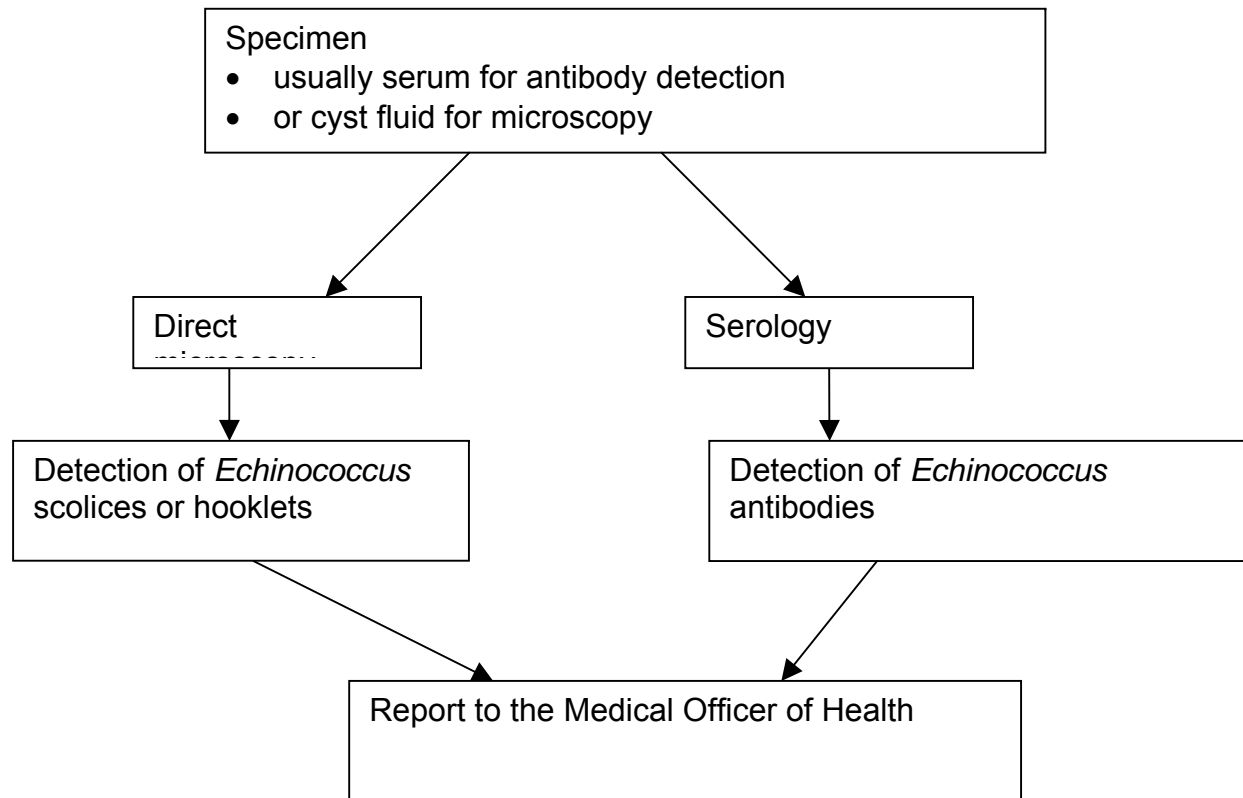 Specimen
• usually serum for antibody detection
• or cyst fluid for microscopy
Direct
Serology
Detection of Echinococcus
scolices or hooklets
Detection of Echinococcus
antibodies
Report to the Medical Officer of Health